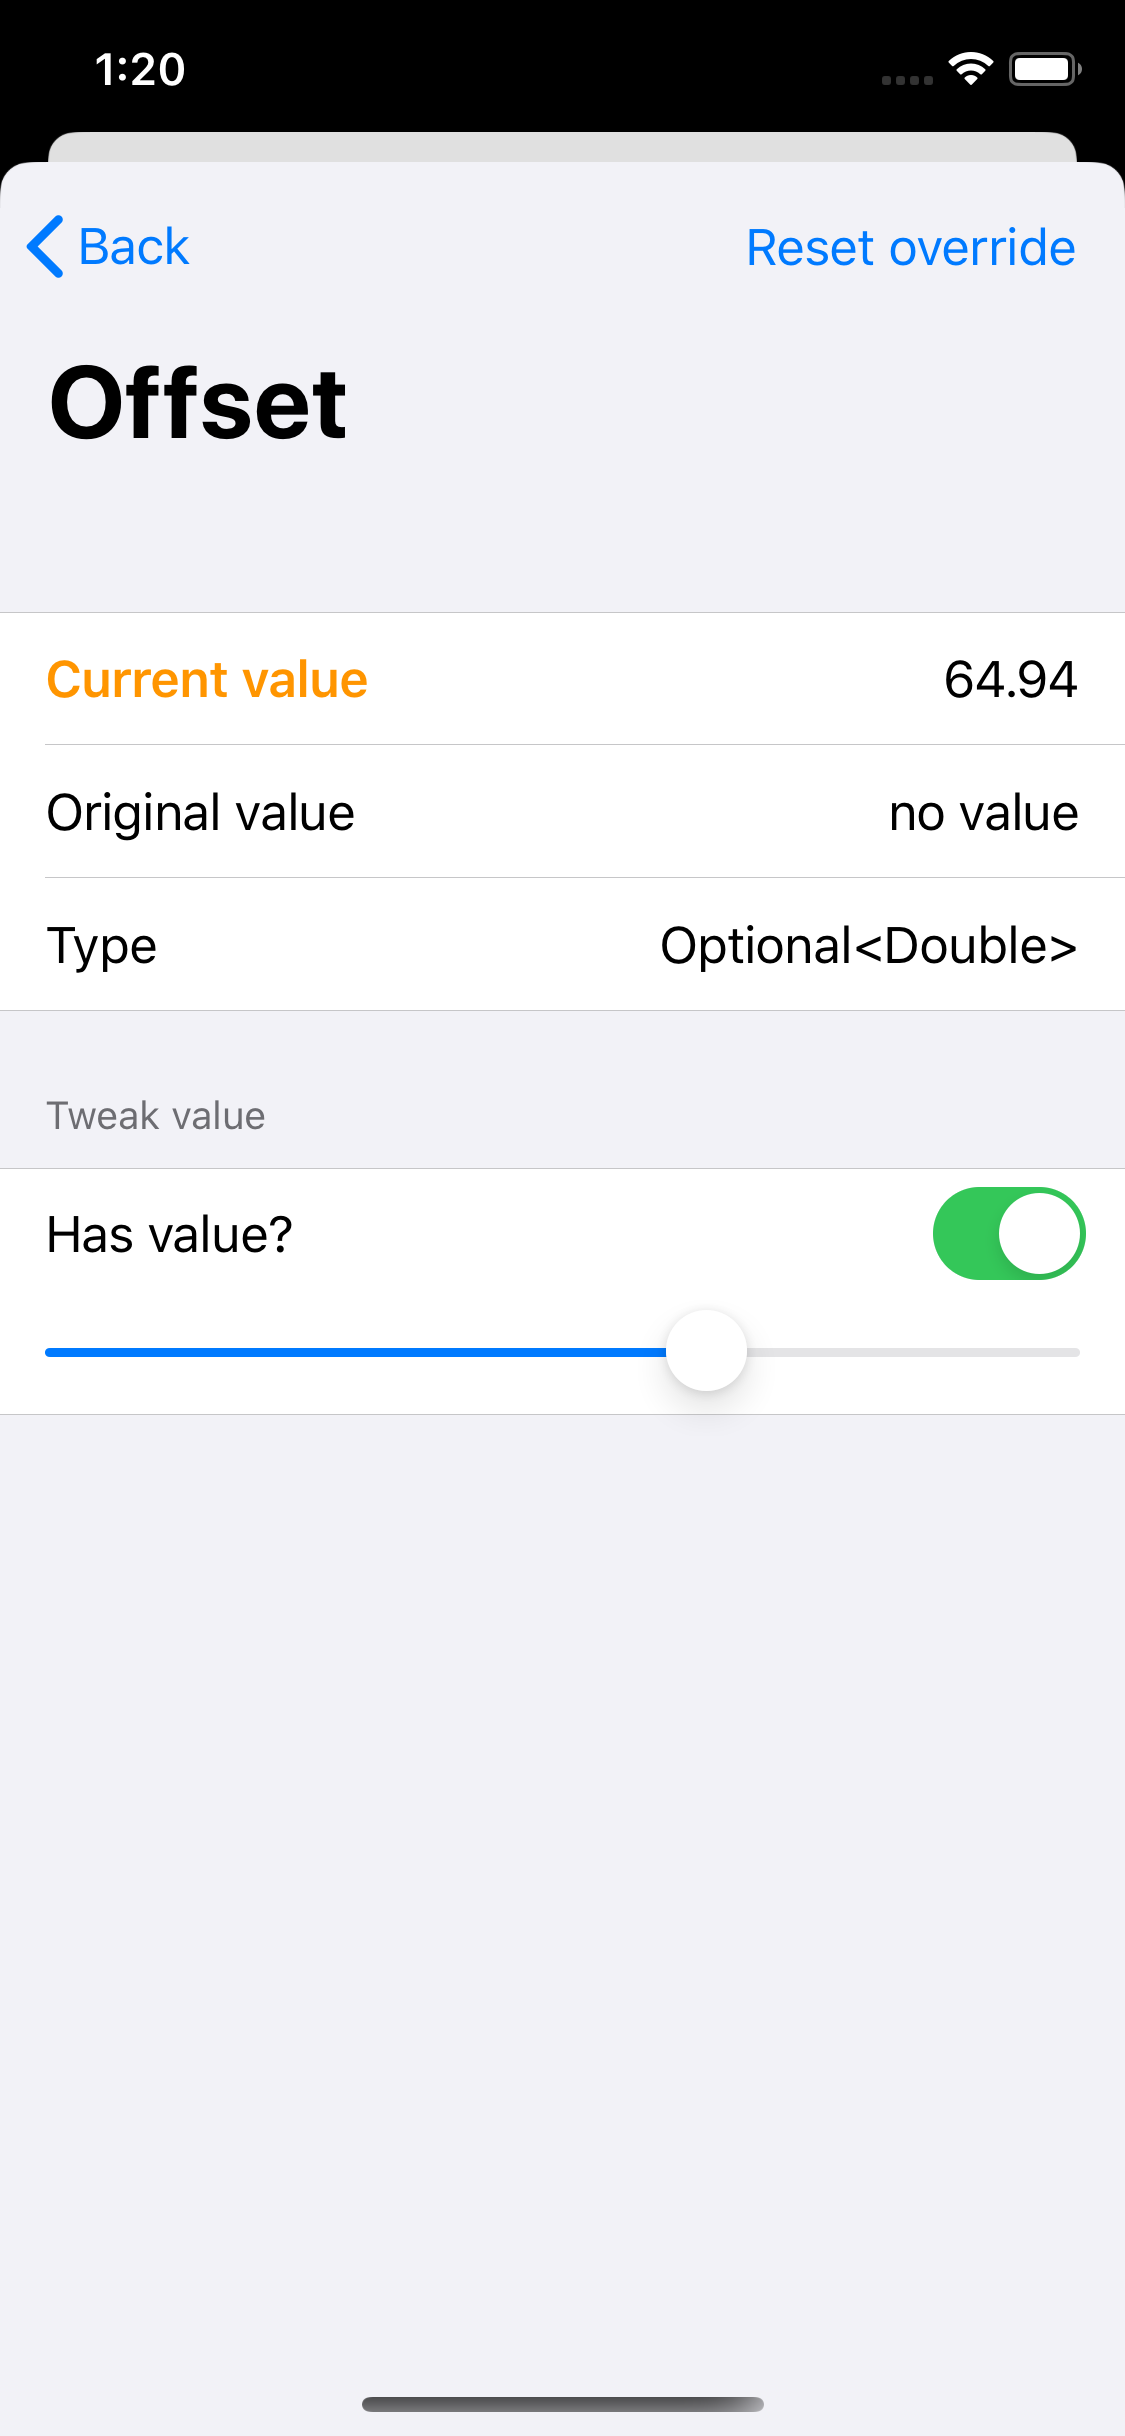 1:20
Back
Reset override
Offset
Current value 64.94
Original value no value
Type Optional<Double>
Tweak value
Has value?